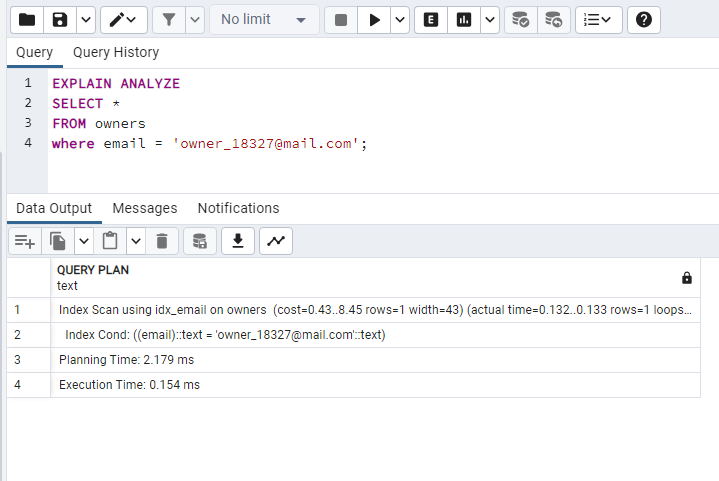 No limit
E
Query Query History
1 EXPLAIN ANALYZE
2 SELECT *
3 FROM owners
4 where email = 'owner_18327@mail.com';
Data Output Messages Notifications
QUERY PLAN
text
1 Index Scan using idx_email on owners (cost=0.43..8.45 rows=1 width=43) (actual time=0.132..0.133 rows=1 loops...
2 Index Cond: ((email)::text = 'owner_18327@mail.com'::text)
3 Planning Time: 2.179 ms
4 Execution Time: 0.154 ms